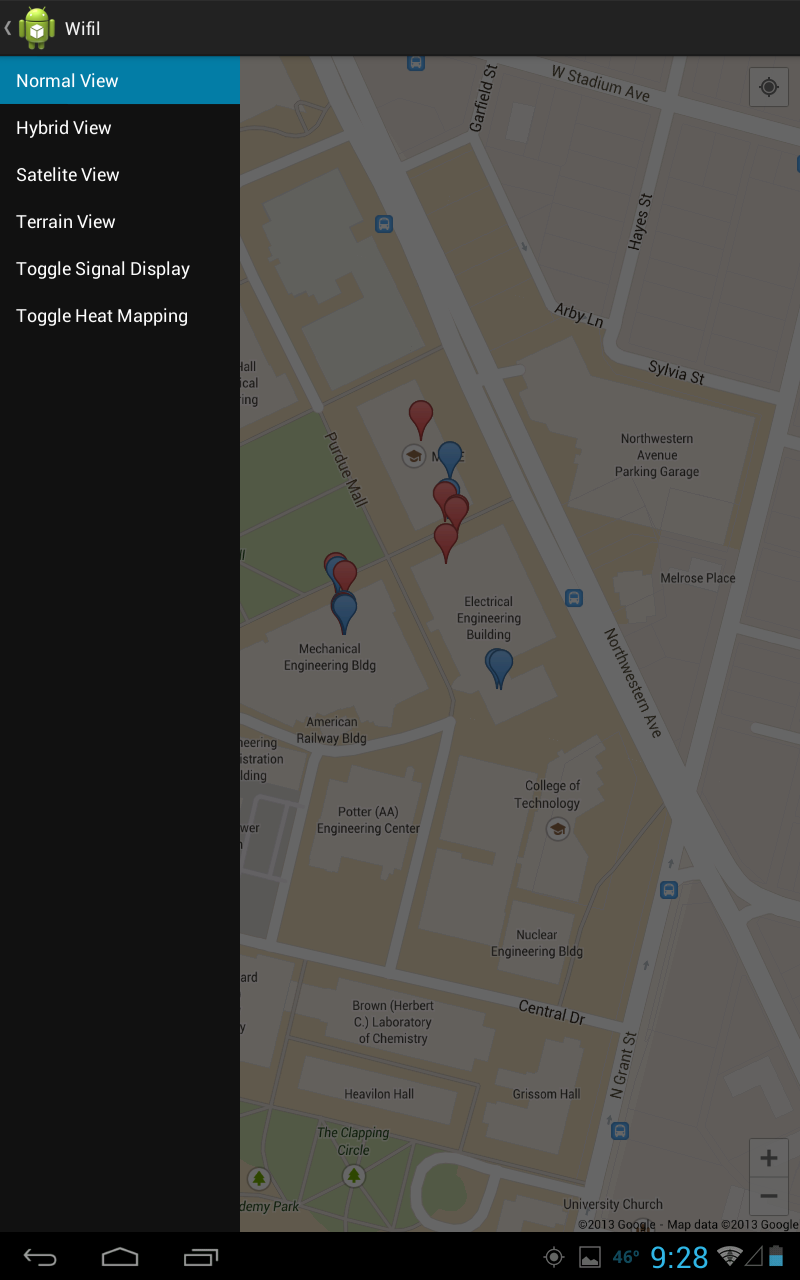 Wifil
Normal View
Hybrid View
Satelite View
Terrain View
Toggle Signal Display
Toggle Heat Mapping
W Stadium Ave
Garfield St
Hayes St
Arby Ln
Sylvia St
Hall
ical
ring
Purdue Mall
Northwestern
Avenue
Parking Garage
Melrose Place
Electrical
Engineering
Building
Mechanical
Engineering Bldg
Northwestern Ave
American
Railway Bldg
neering
istration
lding
College of
Technology
Potter (AA)
Engineering Center
wer
Nuclear
Engineering Bldg
ard
y
Brown (Herbert
C.) Laboratory
of Chemistry
Central Dr
N Grant St
Heavilon Hall
Grissom Hall
The Clapping
Circle
demy Park
University Church
©2013 Google - Map data ©2013 Google
46°
9:28